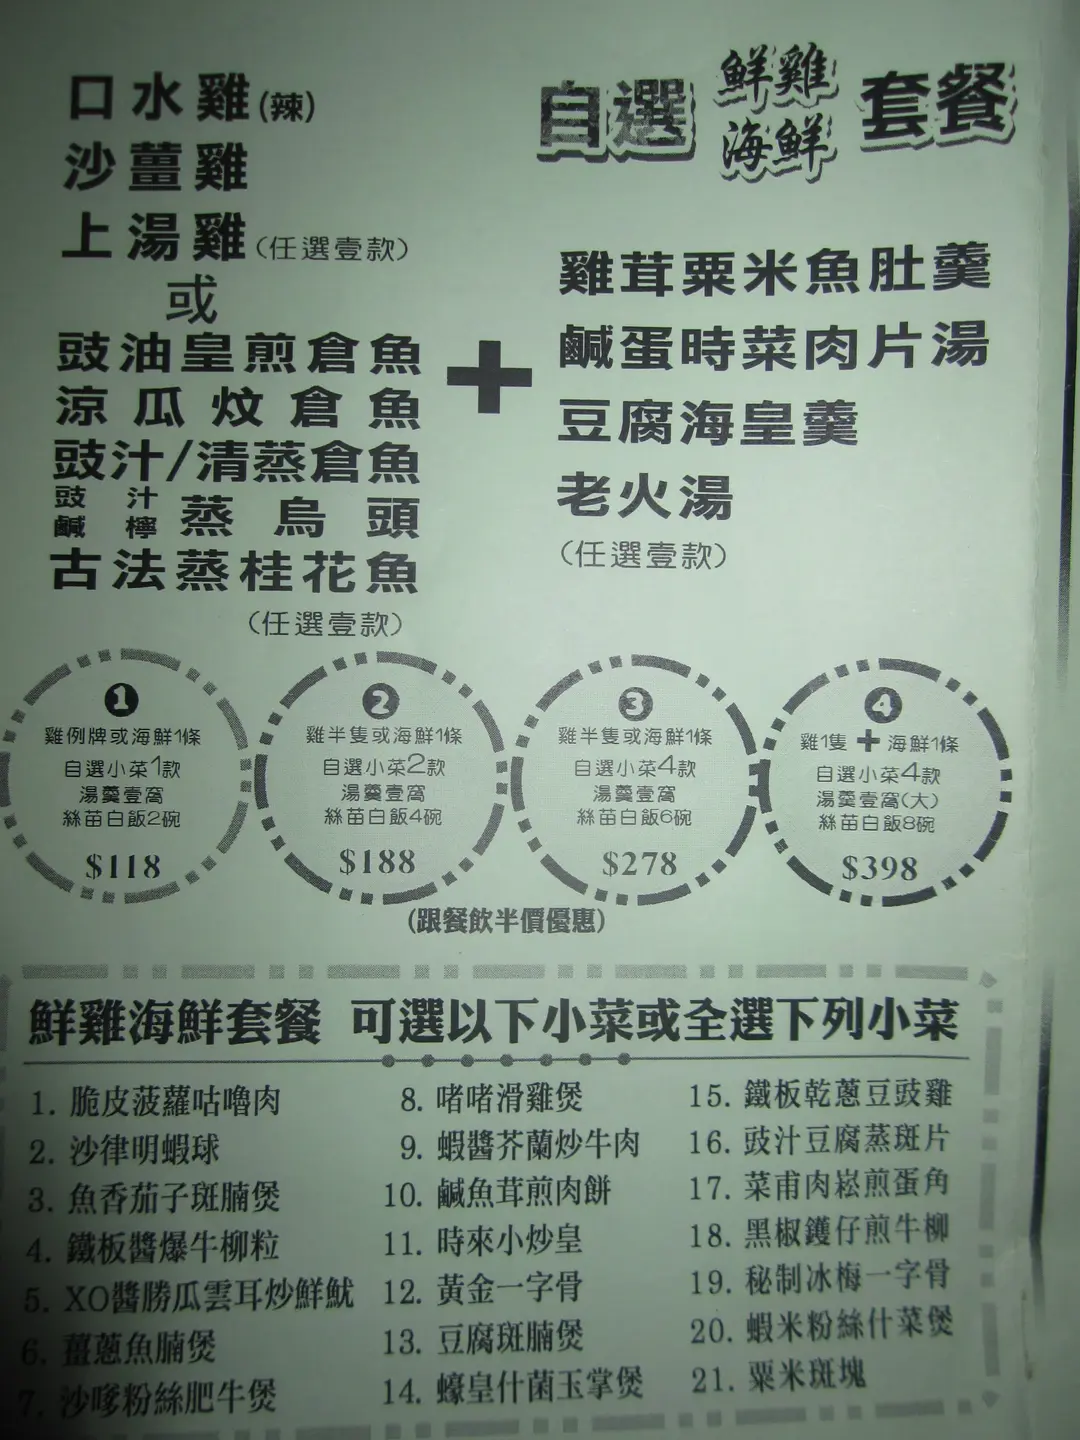 自選 鮮雞海鮮 套餐
口水雞(辣)
沙薑雞
上湯雞(任選壹款)
或
豉油皇煎倉魚
涼瓜炆倉魚
豉汁/清蒸倉魚
豉汁鹹檸蒸烏頭
古法蒸桂花魚
(任選壹款)
+
雞茸粟米魚肚羹
鹹蛋時菜肉片湯
豆腐海皇羹
老火湯
(任選壹款)
1
雞例牌或海鮮1條
自選小菜1款
湯羹壹窩
絲苗白飯2碗
$118
2
雞半隻或海鮮1條
自選小菜2款
湯羹壹窩
絲苗白飯4碗
$188
3
雞半隻或海鮮1條
自選小菜4款
湯羹壹窩
絲苗白飯6碗
$278
4
雞1隻+海鮮1條
自選小菜4款
湯羹壹窩(大)
絲苗白飯8碗
$398
(跟餐飲半價優惠)
鮮雞海鮮套餐 可選以下小菜或全選下列小菜
1. 脆皮菠蘿咕嚕肉
2. 沙律明蝦球
3. 魚香茄子斑腩煲
4. 鐵板醬爆牛柳粒
5. XO醬勝瓜雲耳炒鮮魷
6. 薑蔥魚腩煲
7. 沙嗲粉絲肥牛煲
8. 啫啫滑雞煲
9. 蝦醬芥蘭炒牛肉
10. 鹹魚茸煎肉餅
11. 時來小炒皇
12. 黃金一字骨
13. 豆腐斑腩煲
14. 蠔皇什菌玉掌煲
15. 鐵板乾蔥豆豉雞
16. 豉汁豆腐蒸斑片
17. 菜甫肉崧煎蛋角
18. 黑椒鑊仔煎牛柳
19. 秘制冰梅一字骨
20. 蝦米粉絲什菜煲
21. 粟米斑塊